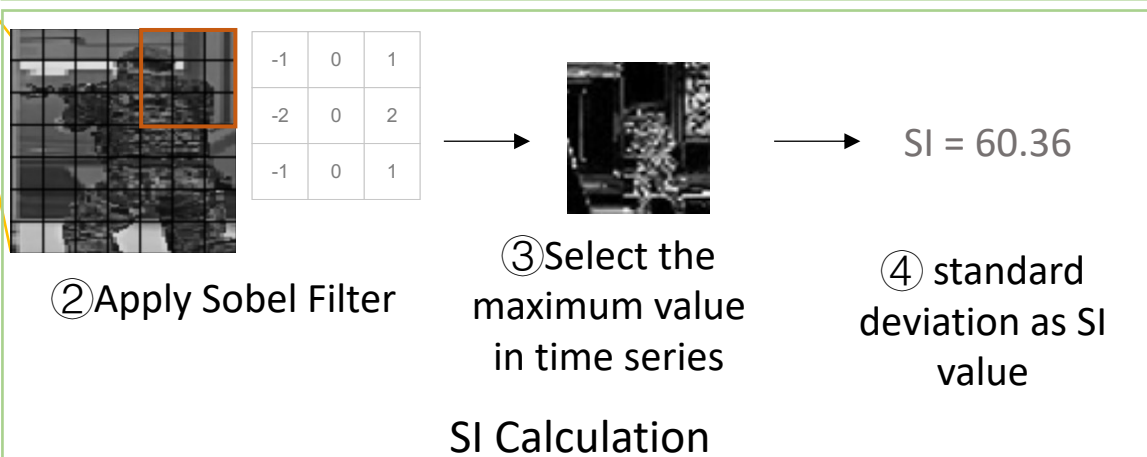 -1 0 1
-2 0 2
-1 0 1
SI = 60.36
②Apply Sobel Filter
③Select the
maximum value
in time series
④ standard
deviation as SI
value
SI Calculation